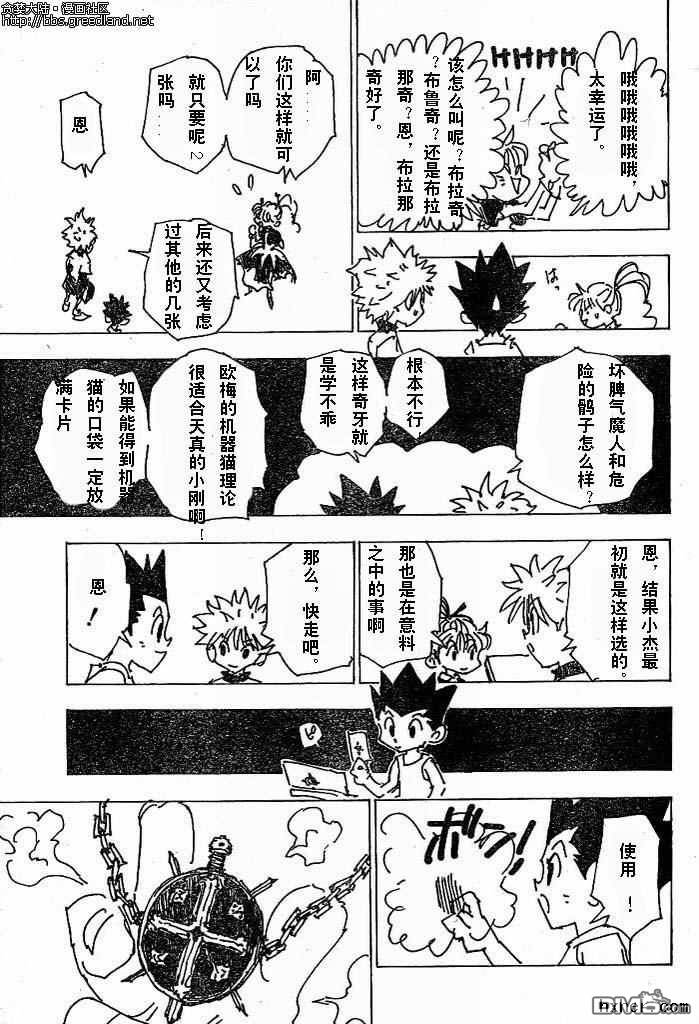 贪婪大陆·漫画社区
http://bbs.greedland.net
HHHH
哦哦哦哦哦哦,
太幸运了。
该怎么叫呢?布拉奇
?布鲁奇?还是布拉
那奇?恩,布拉那
奇好了。
阿......
你们这样就可
以了吗
就只要呢2
张吗....
恩
后来还又考虑
过其他的几张
は。
坏脾气魔人和危
险的鹘子怎么样?
根本不行,
这样奇牙就
是学不乖
欧梅的机器猫理论
很适合天真的小刚啊!
如果能得到机器
猫的口袋一定放
满卡片
恩,结果小杰最
初就是这样选的。
那也是在意料
之中的事啊
那么,快走吧。
恩!
ピ
使用!
ボン!